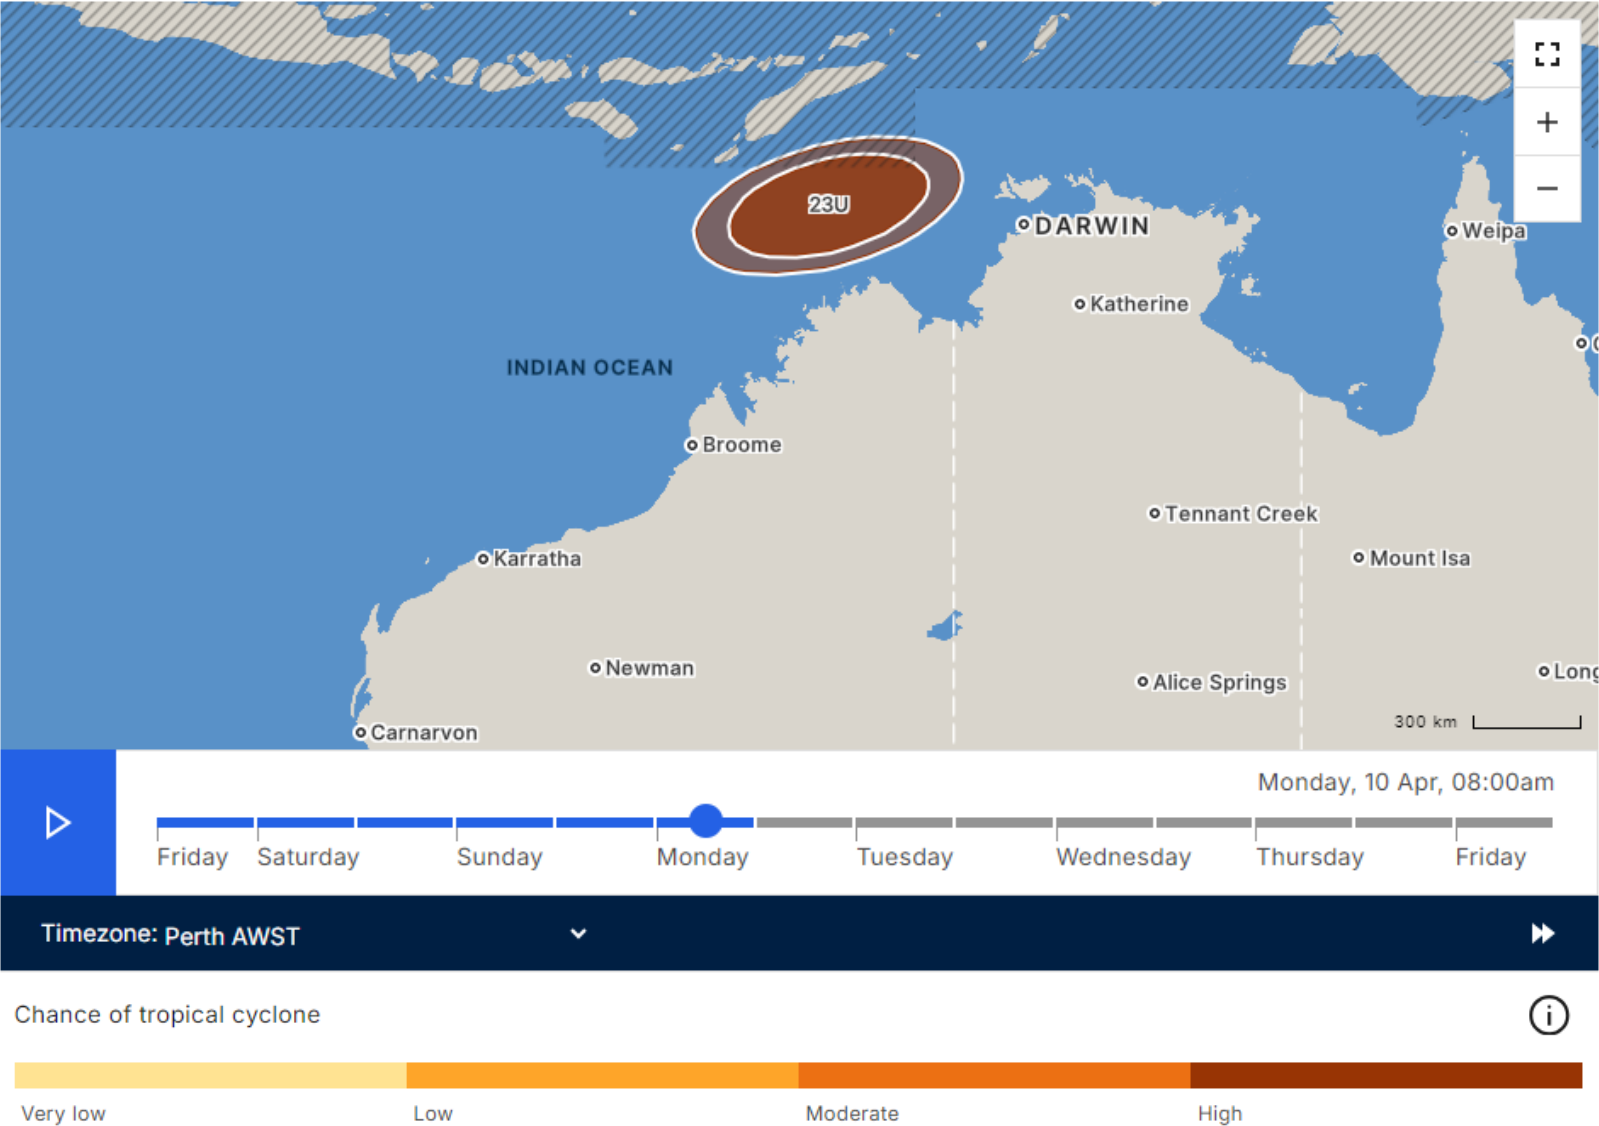 +
23U
−
DARWIN
Weipa
Katherine
INDIAN OCEAN
Broome
Tennant Creek
Karratha
Mount Isa
Newman
Alice Springs
Long
300 km
Carnarvon
Monday, 10 Apr, 08:00am
Friday Saturday Sunday Monday Tuesday Wednesday Thursday Friday
Timezone: Perth AWST
Chance of tropical cyclone
Very low Low Moderate High